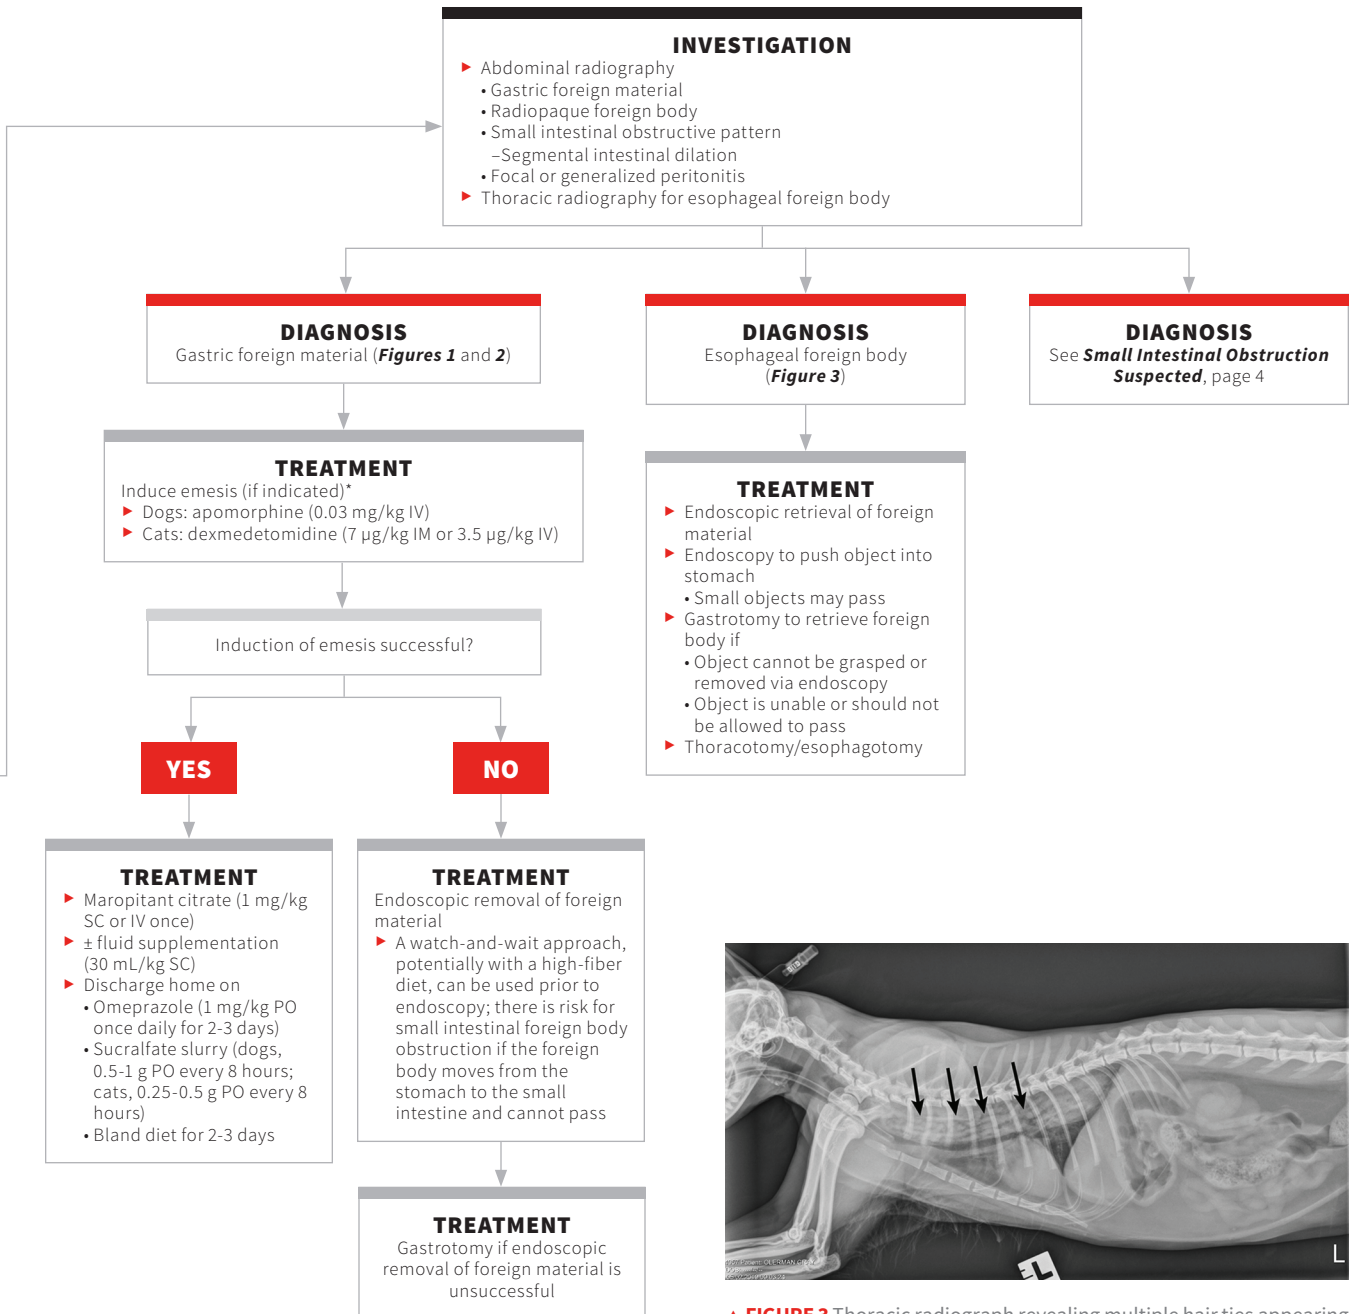 INVESTIGATION
▶ Abdominal radiography
• Gastric foreign material
• Radiopaque foreign body
• Small intestinal obstructive pattern
–Segmental intestinal dilation
• Focal or generalized peritonitis
▶ Thoracic radiography for esophageal foreign body
DIAGNOSIS
Gastric foreign material (Figures 1 and 2)
DIAGNOSIS
Esophageal foreign body
(Figure 3)
DIAGNOSIS
See Small Intestinal Obstruction
Suspected, page 4
TREATMENT
Induce emesis (if indicated)*
▶ Dogs: apomorphine (0.03 mg/kg IV)
▶ Cats: dexmedetomidine (7 µg/kg IM or 3.5 µg/kg IV)
TREATMENT
▶ Endoscopic retrieval of foreign
material
▶ Endoscopy to push object into
stomach
• Small objects may pass
▶ Gastrotomy to retrieve foreign
body if
• Object cannot be grasped or
removed via endoscopy
• Object is unable or should not
be allowed to pass
▶ Thoracotomy/esophagotomy
Induction of emesis successful?
YES
NO
TREATMENT
▶ Maropitant citrate (1 mg/kg
SC or IV once)
▶ ± fluid supplementation
(30 mL/kg SC)
▶ Discharge home on
• Omeprazole (1 mg/kg PO
once daily for 2-3 days)
• Sucralfate slurry (dogs,
0.5-1 g PO every 8 hours;
cats, 0.25-0.5 g PO every 8
hours)
• Bland diet for 2-3 days
TREATMENT
Endoscopic removal of foreign
material
▶ A watch-and-wait approach,
potentially with a high-fiber
diet, can be used prior to
endoscopy; there is risk for
small intestinal foreign body
obstruction if the foreign
body moves from the
stomach to the small
intestine and cannot pass
TREATMENT
Gastrotomy if endoscopic
removal of foreign material is
unsuccessful
L
L
▲ FIGURE 3 Thoracic radiograph revealing multiple hair ties appearing